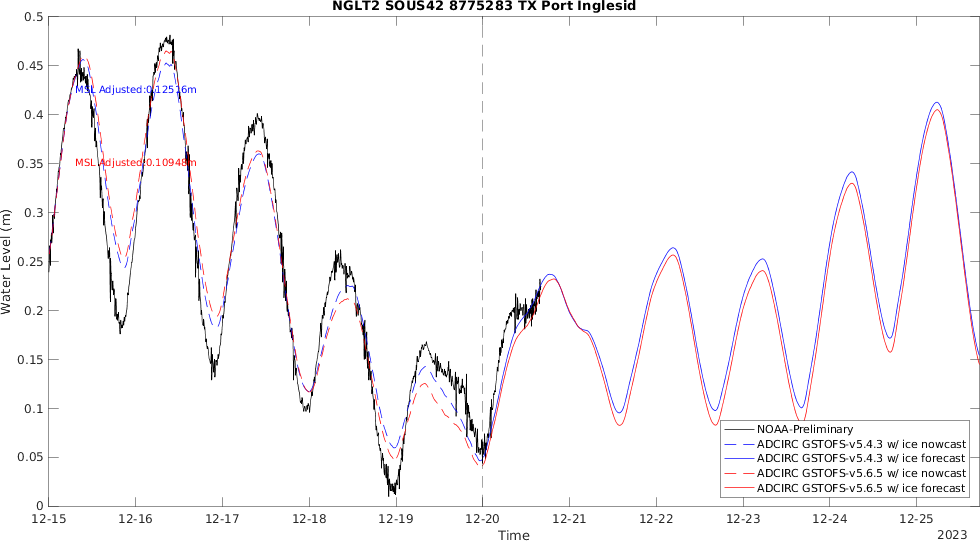 NGLT2 SOUS42 8775283 TX Port Inglesid
0.5
0.45
0.4
0.35
0.3
0.25
0.2
0.15
0.1
0.05
0
Water Level (m)
MSL Adjusted:0.12516m
MSL Adjusted:0.10948m
NOAA-Preliminary
ADCIRC GSTOFS-v5.4.3 w/ ice nowcast
ADCIRC GSTOFS-v5.4.3 w/ ice forecast
ADCIRC GSTOFS-v5.6.5 w/ ice nowcast
ADCIRC GSTOFS-v5.6.5 w/ ice forecast
12-15 12-16 12-17 12-18 12-19 12-20 12-21 12-22 12-23 12-24 12-25
Time
2023